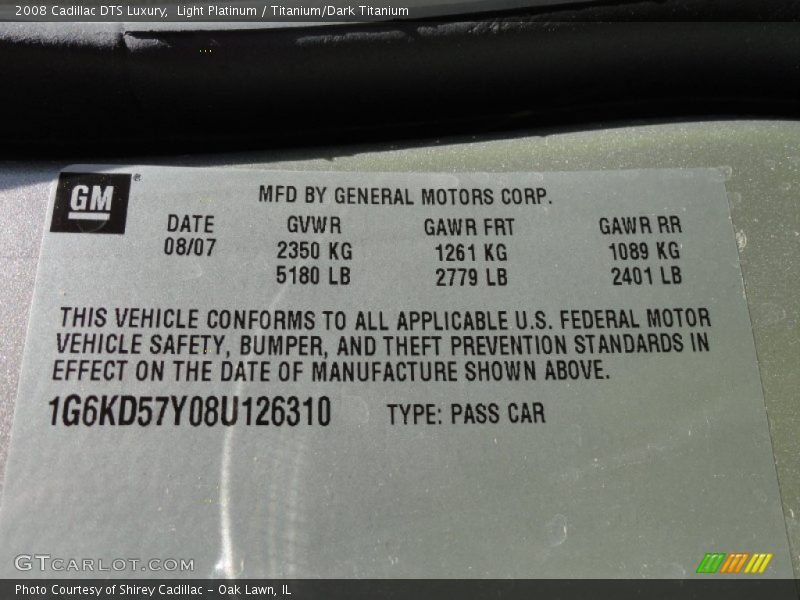 2008 Cadillac DTS Luxury, Light Platinum / Titanium/Dark Titanium
GM
MFD BY GENERAL MOTORS CORP.
DATE GVWR GAWR FRT GAWR RR
08/07 2350 KG 1261 KG 1089 KG
5180 LB 2779 LB 2401 LB
THIS VEHICLE CONFORMS TO ALL APPLICABLE U.S. FEDERAL MOTOR
VEHICLE SAFETY, BUMPER, AND THEFT PREVENTION STANDARDS IN
EFFECT ON THE DATE OF MANUFACTURE SHOWN ABOVE.
1G6KD57Y08U126310 TYPE: PASS CAR
GTCARLOT.COM
Photo Courtesy of Shirey Cadillac - Oak Lawn, IL